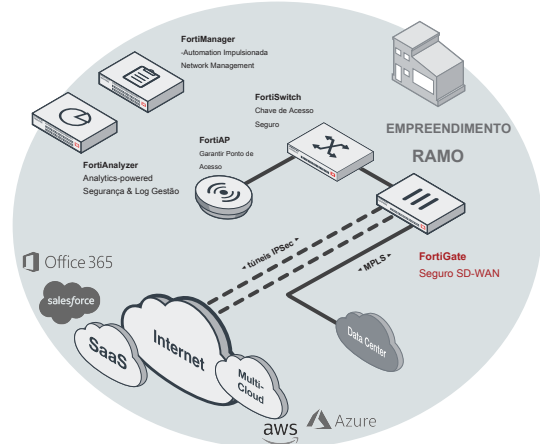 FortiManager
-Automation Impulsionada
Network Management
FortiSwitch
Chave de Acesso
Seguro
FortiAP
Garantir Ponto de
Acesso
FortiAnalyzer
Analytics-powered
Segurança & Log Gestão
EMPREENDIMENTO
RAMO
FortiGate
Seguro SD-WAN
túneis IPSec
MPLS
Office 365
salesforce
SaaS
Internet
Multi-
Cloud
Data Center
aws
Azure